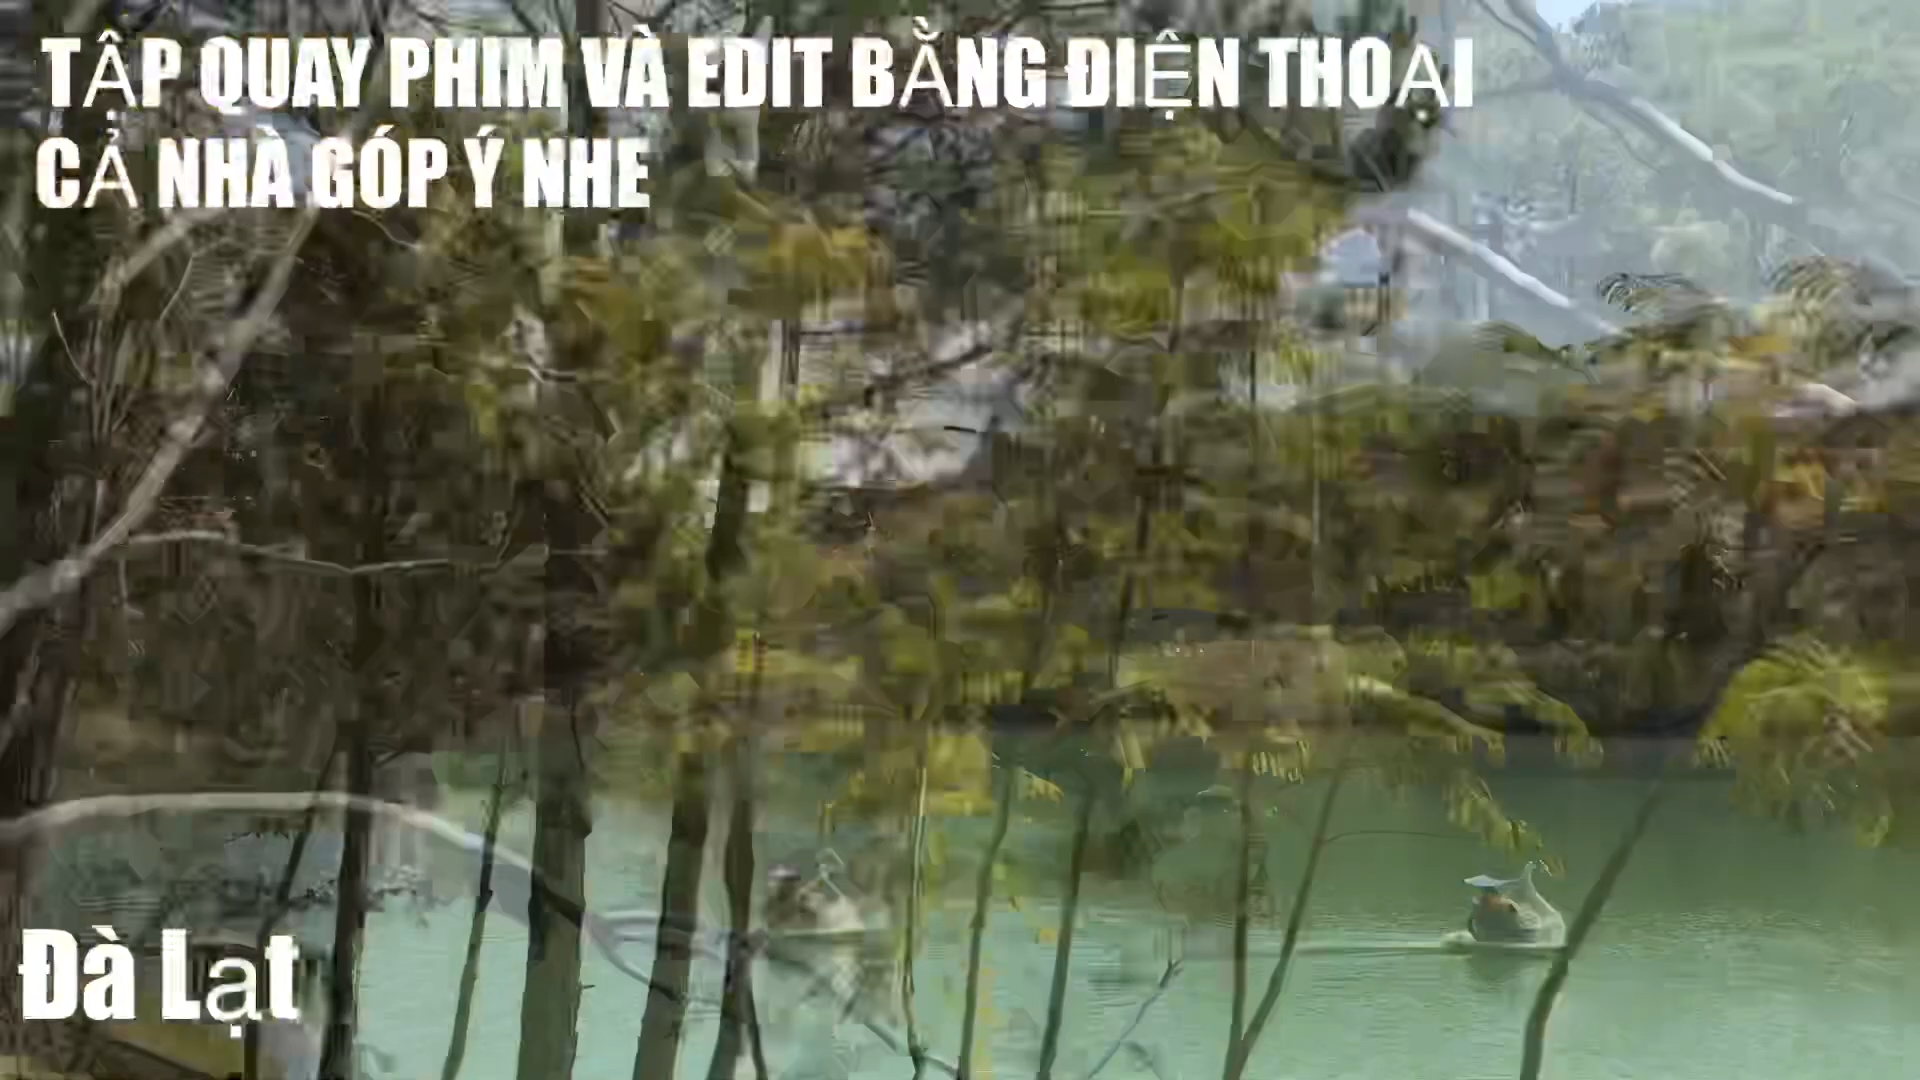 TẬP QUAY PHIM VÀ EDIT BẰNG ĐIỆN THOẠI
CẢ NHÀ GÓP Ý NHE
Đà Lạt